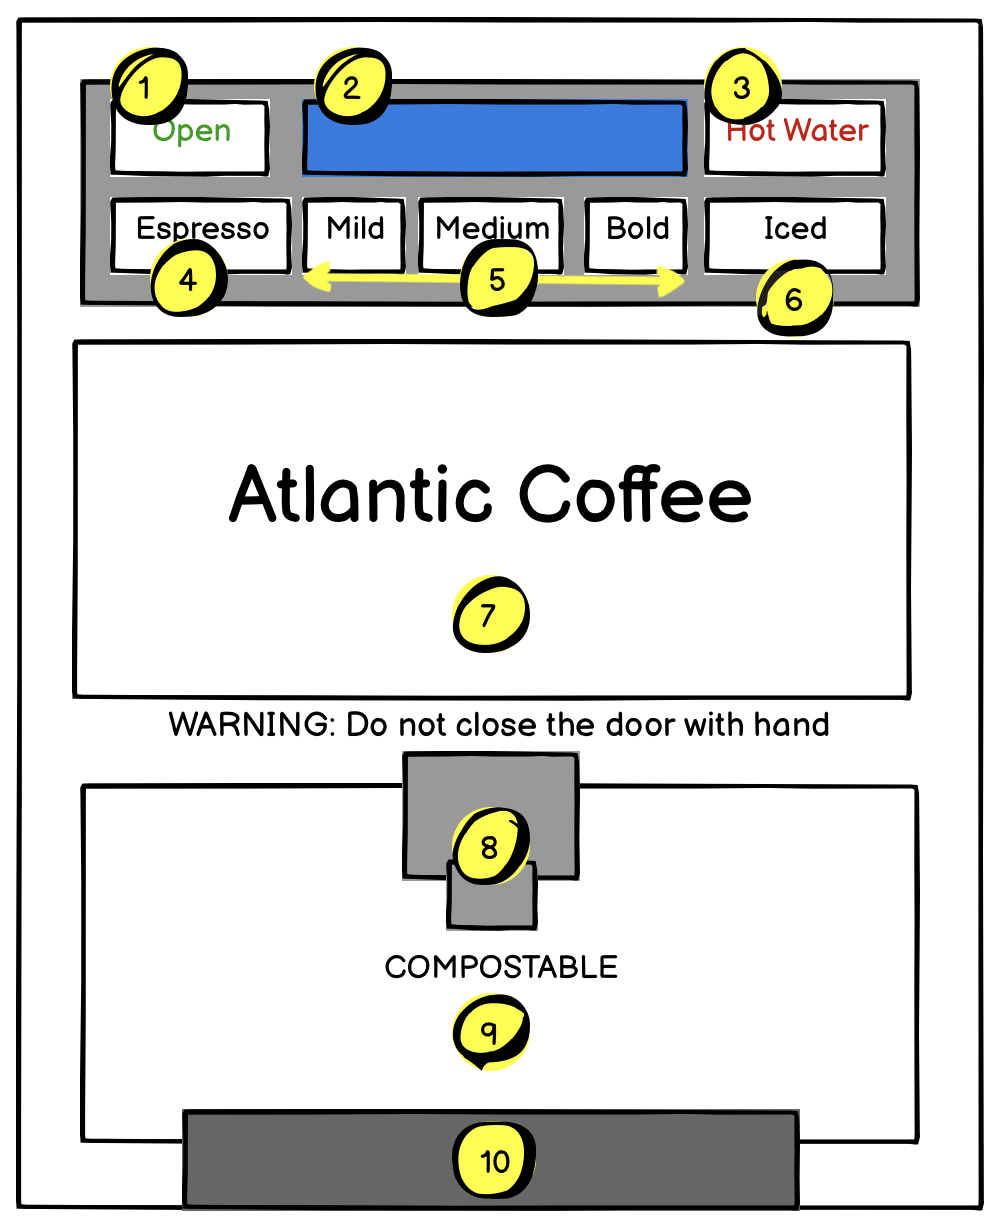 1 2 3
Open Hot Water
Espresso Mild Medium Bold Iced
4 5 6
Atlantic Coffee
7
WARNING: Do not close the door with hand
8
COMPOSTABLE
9
10